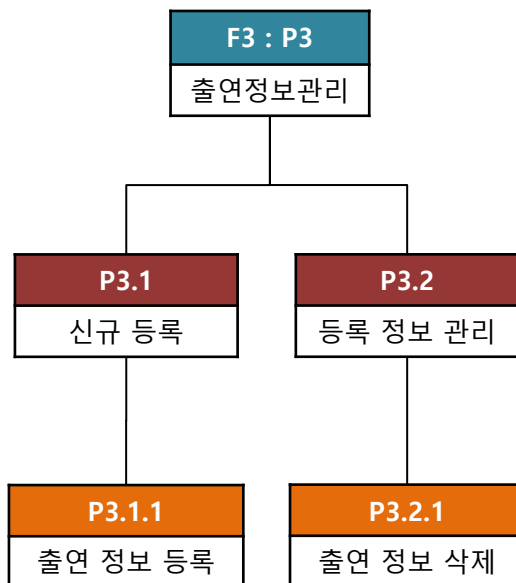 F3 : P3
출연정보관리
P3.1
신규 등록
P3.2
등록 정보 관리
P3.1.1
출연 정보 등록
P3.2.1
출연 정보 삭제